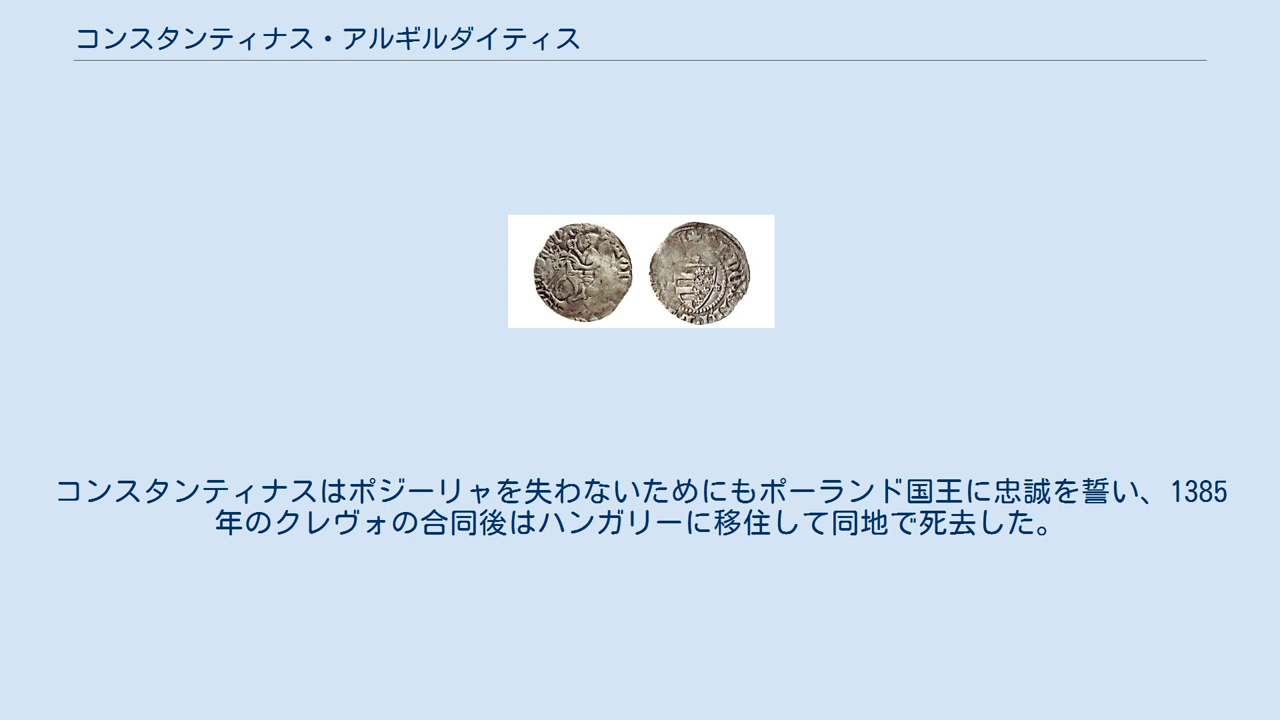 コンスタンティナス・アルギルダイティス
コンスタンティナスはポジーリャを失わないためにもポーランド国王に忠誠を誓い、1385
年のクレヴォの合同後はハンガリーに移住して同地で死去した。